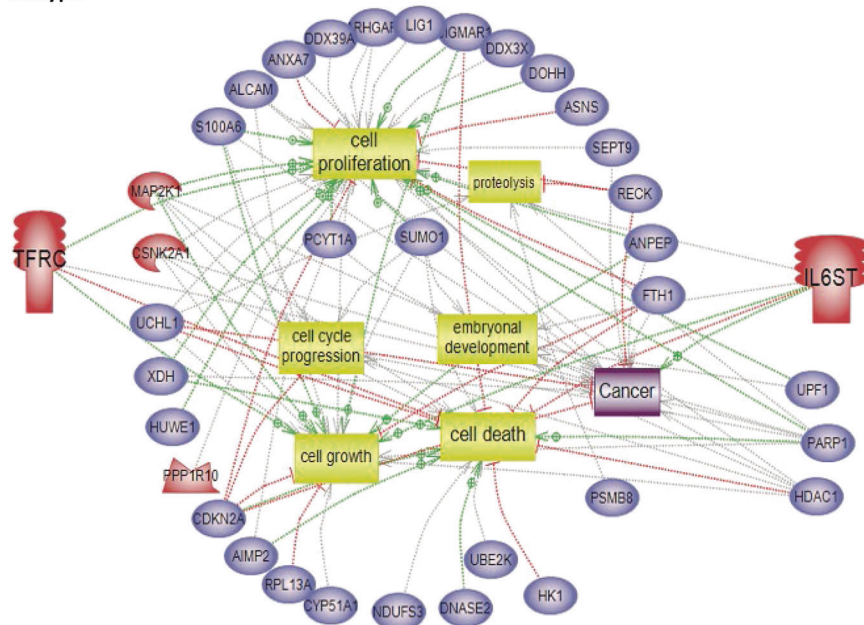 DDX39A
ARHGAP
LIG1
SIGMAR1
ANXA7
DDX3X
ALCAM
DOHH
S100A6
ASNS
cell
proliferation
SEPT9
MAP2K1
proteolysis
RECK
TFRC
CSNK2A1
PCYT1A
SUMO1
ANPEP
IL6ST
FTH1
UCHL1
cell cycle
progression
embryonal
development
XDH
Cancer
UPF1
HUWE1
cell growth
cell death
PARP1
PPP1R10
CDKN2A
PSMB8
HDAC1
AIMP2
UBE2K
RPL13A
CYP51A1
NDUFS3
DNASE2
HK1